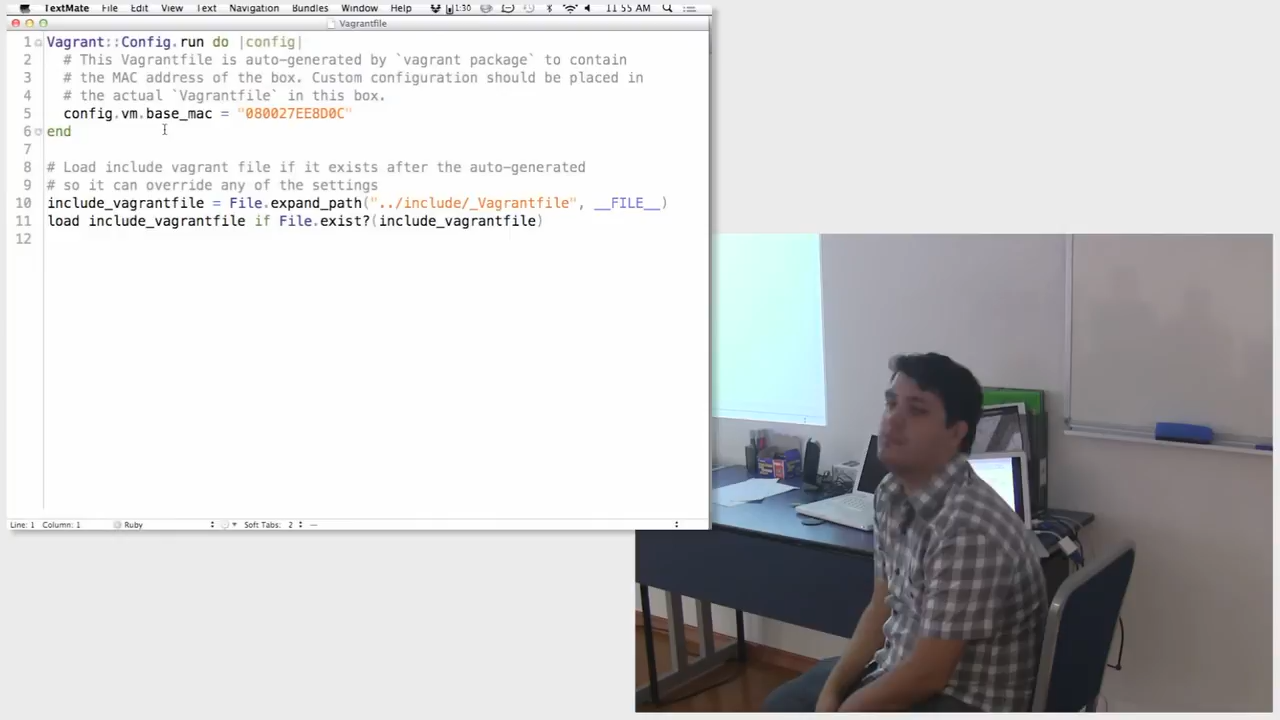 TextMate File Edit View Text Navigation Bundles Window Help 1:30 11:55 AM
Vagrantfile
1 Vagrant::Config.run do |config|
2 # This Vagrantfile is auto-generated by `vagrant package` to contain
3 # the MAC address of the box. Custom configuration should be placed in
4 # the actual `Vagrantfile` in this box.
5 config.vm.base_mac = "080027EE8D0C"
6 end
7
8 # Load include vagrant file if it exists after the auto-generated
9 # so it can override any of the settings
10 include_vagrantfile = File.expand_path("../include/_Vagrantfile", __FILE__)
11 load include_vagrantfile if File.exist?(include_vagrantfile)
12
Line: 1 Column: 1 Ruby Soft Tabs: 2